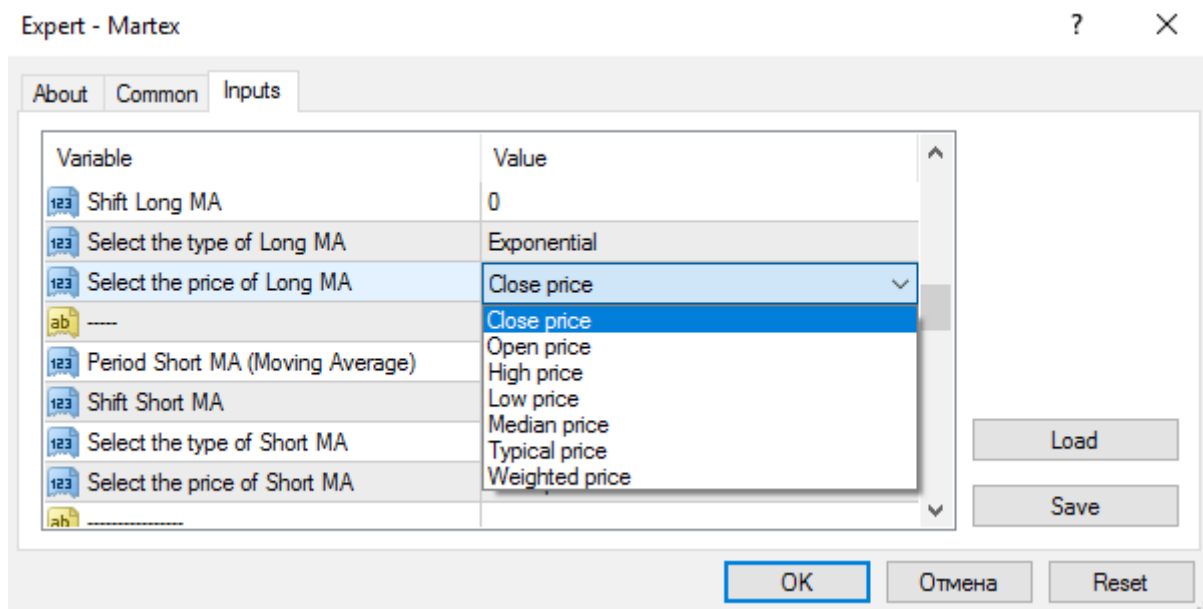 Expert - Martex
?
About Common Inputs
Variable Value
Shift Long MA 0
Select the type of Long MA Exponential
Select the price of Long MA Close price
ab -----
Close price
Open price
Period Short MA (Moving Average)
High price
Shift Short MA
Low price
Median price
Select the type of Short MA
Typical price
Load
Select the price of Short MA
Weighted price
Save
ab ----------------
OK Отмена Reset